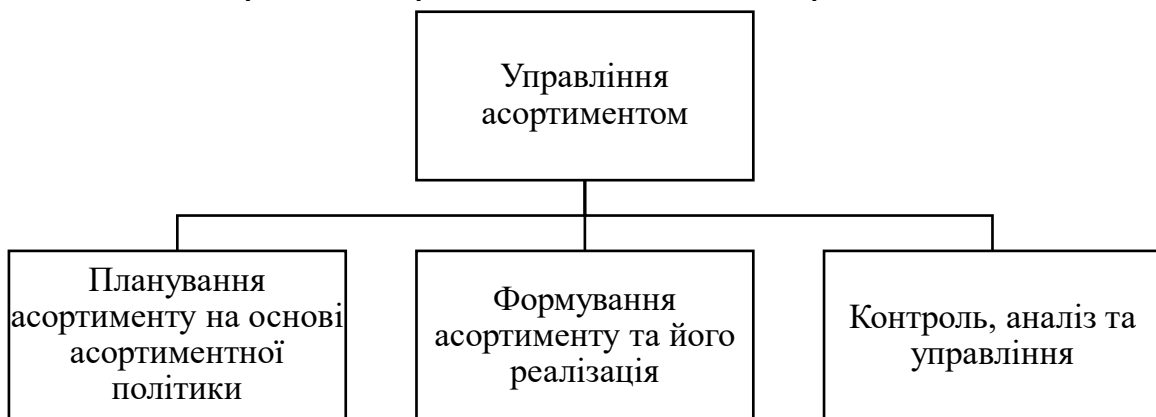 Управління
асортиментом
Планування
асортименту на основі
асортиментної
політики
Формування
асортименту та його
реалізація
Контроль, аналіз та
управління